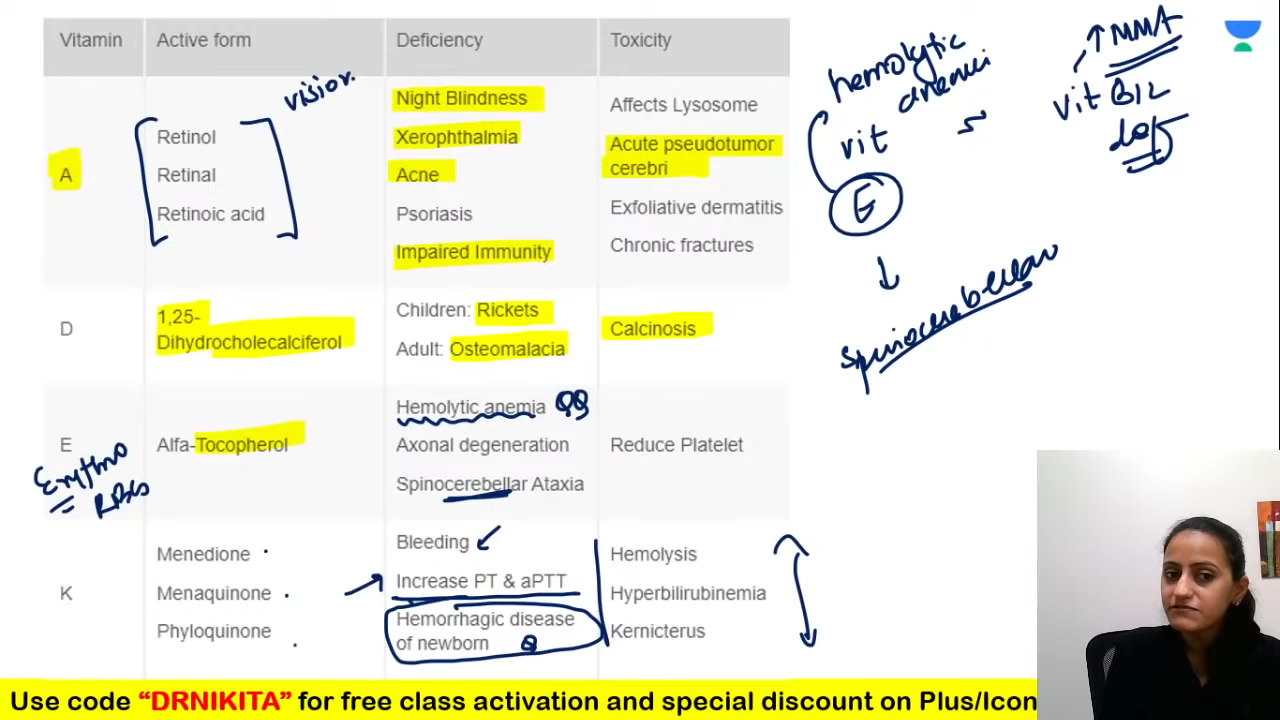 Vitamin Active form Deficiency Toxicity
A
Retinol
Retinal
Retinoic acid
vision
Night Blindness
Xerophthalmia
Acne
Psoriasis
Impaired Immunity
Affects Lysosome
Acute pseudotumor
cerebri
Exfoliative dermatitis
Chronic fractures
D
1,25-
Dihydrocholecalciferol
Children: Rickets
Adult: Osteomalacia
Calcinosis
E
Erythro
RBCs
Alfa-Tocopherol
Hemolytic anemia
Axonal degeneration
Spinocerebellar Ataxia
Reduce Platelet
K
Menedione
Menaquinone
Phyloquinone
Bleeding
Increase PT & aPTT
Hemorrhagic disease
of newborn
Hemolysis
Hyperbilirubinemia
Kernicterus
hemolytic
vit
E
spinocerebellar
↑ MMA
vit B12
def
Use code “DRNIKITA” for free class activation and special discount on Plus/Icon